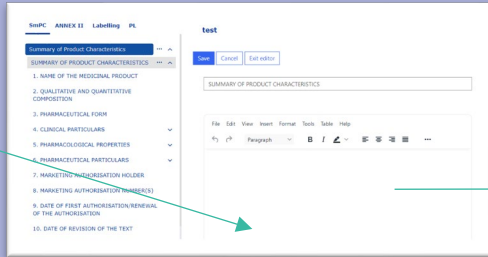 SmPC ANNEX II Labelling PL
Summary of Product Characteristics
SUMMARY OF PRODUCT CHARACTERISTICS
1. NAME OF THE MEDICINAL PRODUCT
2. QUALITATIVE AND QUANTITATIVE
COMPOSITION
3. PHARMACEUTICAL FORM
4. CLINICAL PARTICULARS
5. PHARMACOLOGICAL PROPERTIES
6. PHARMACEUTICAL PARTICULARS
7. MARKETING AUTHORISATION HOLDER
8. MARKETING AUTHORISATION NUMBER(S)
9. DATE OF FIRST AUTHORISATION/RENEWAL
OF THE AUTHORISATION
10. DATE OF REVISION OF THE TEXT
test
Save Cancel Exit editor
SUMMARY OF PRODUCT CHARACTERISTICS
File Edit View Insert Format Tools Table Help
Paragraph B I